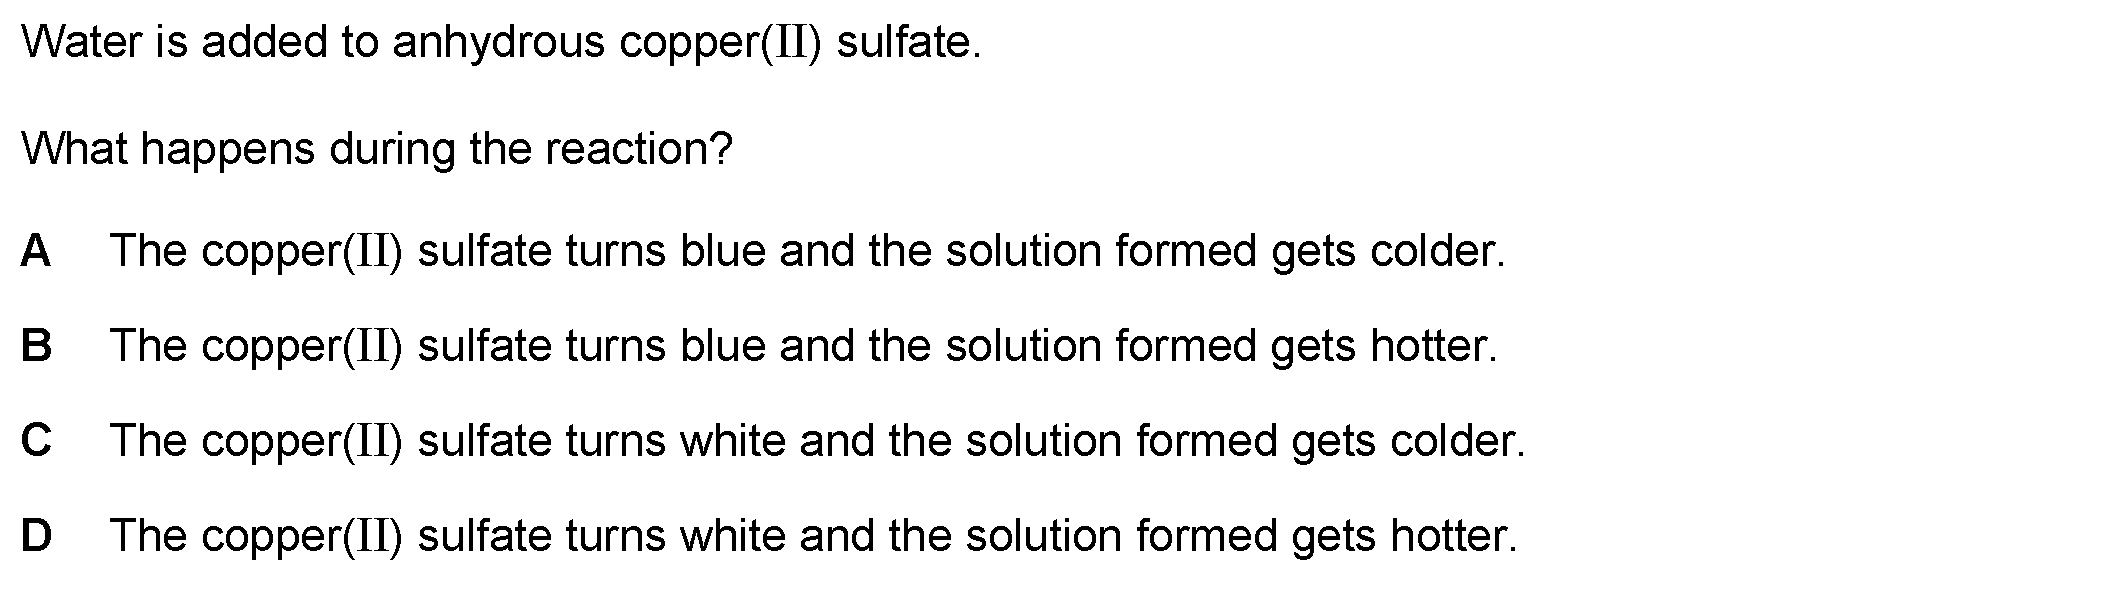 Water is added to anhydrous copper(II) sulfate.
What happens during the reaction?
A The copper(II) sulfate turns blue and the solution formed gets colder.
B The copper(II) sulfate turns blue and the solution formed gets hotter.
C The copper(II) sulfate turns white and the solution formed gets colder.
D The copper(II) sulfate turns white and the solution formed gets hotter.